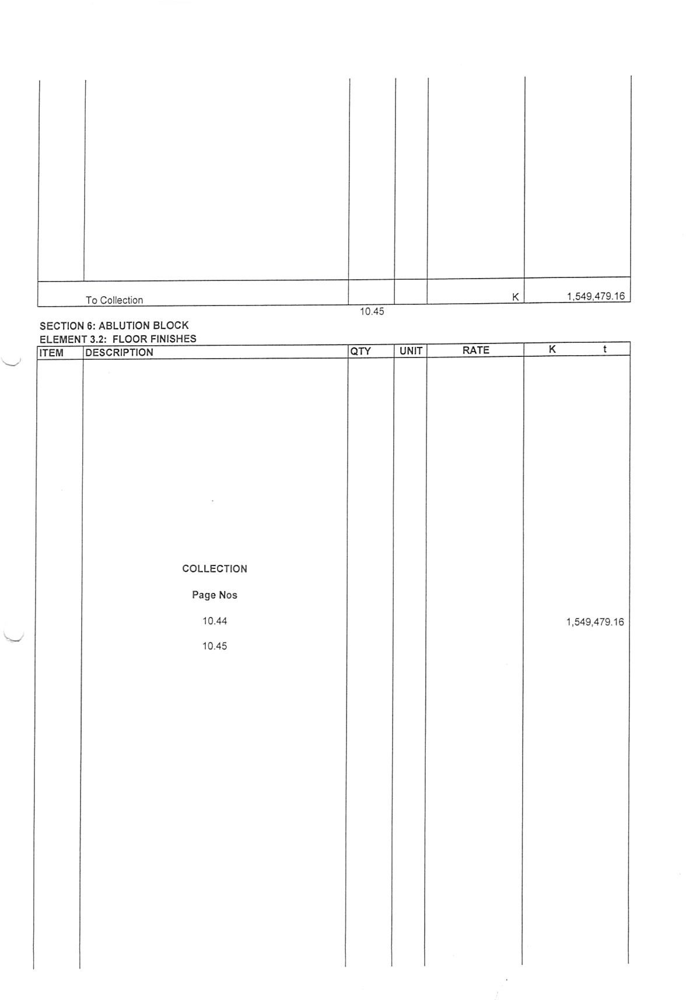 To Collection K 1,549,479.16
10.45
SECTION 6: ABLUTION BLOCK
ELEMENT 3.2: FLOOR FINISHES
ITEM DESCRIPTION QTY UNIT RATE K t
COLLECTION
Page Nos
10.44 1,549,479.16
10.45